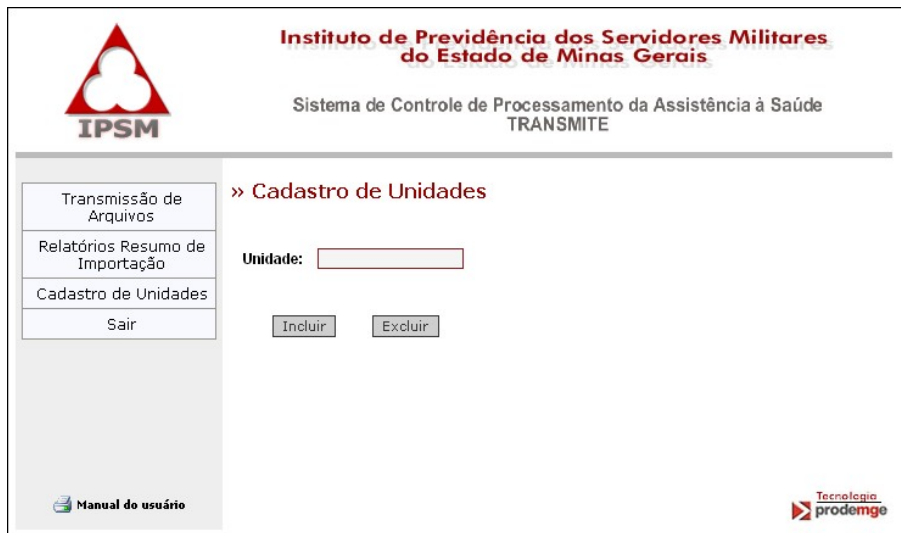 Instituto de Previdência dos Servidores Militares
do Estado de Minas Gerais
IPSM
Sistema de Controle de Processamento da Assistência à Saúde
TRANSMITE
Transmissão de
Arquivos
Relatórios Resumo de
Importação
Cadastro de Unidades
Sair
» Cadastro de Unidades
Unidade:
Incluir Excluir
Manual do usuário
Tecnologia
prodemge